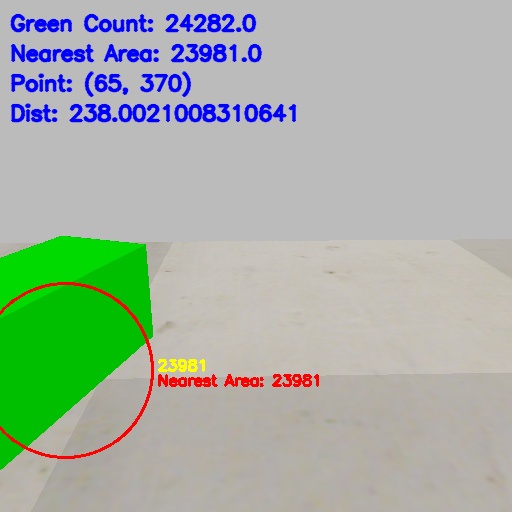 Green Count: 24282.0
Nearest Area: 23981.0
Point: (65, 370)
Dist: 238.0021008310641
23981
Nearest Area: 23981